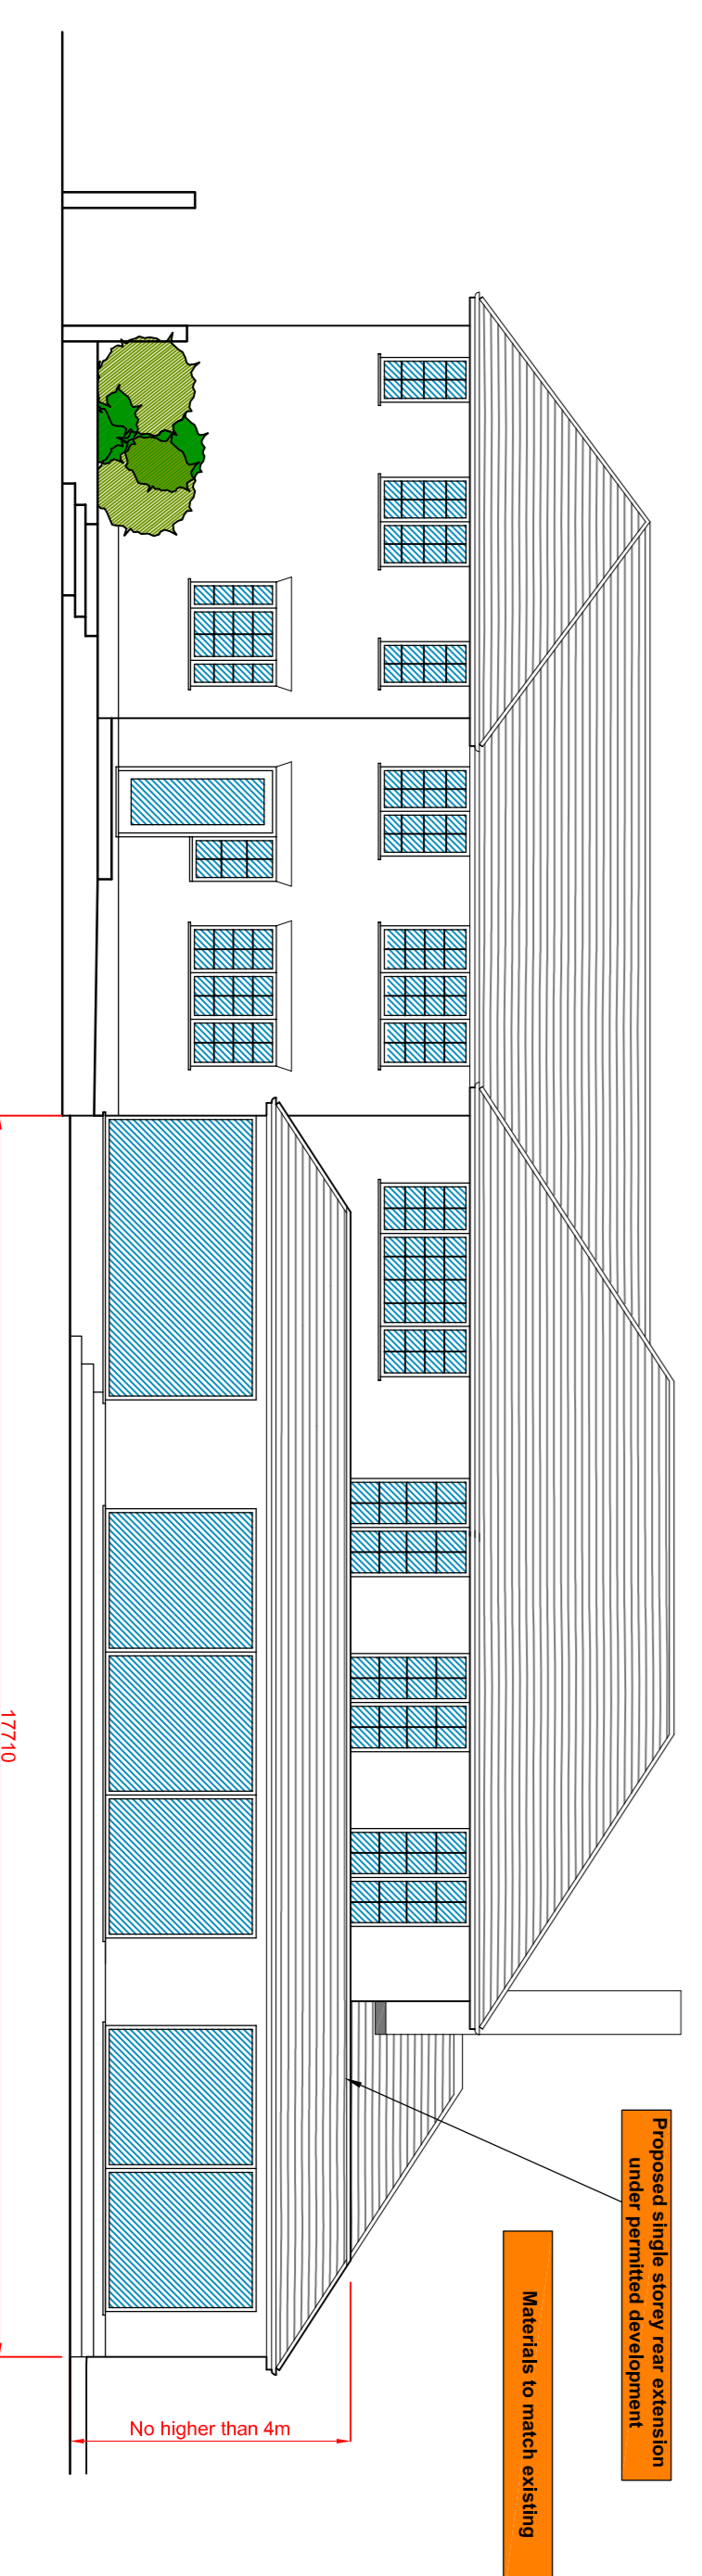 Proposed single storey rear extension
under permitted development
Materials to match existing
No higher than 4m
17710